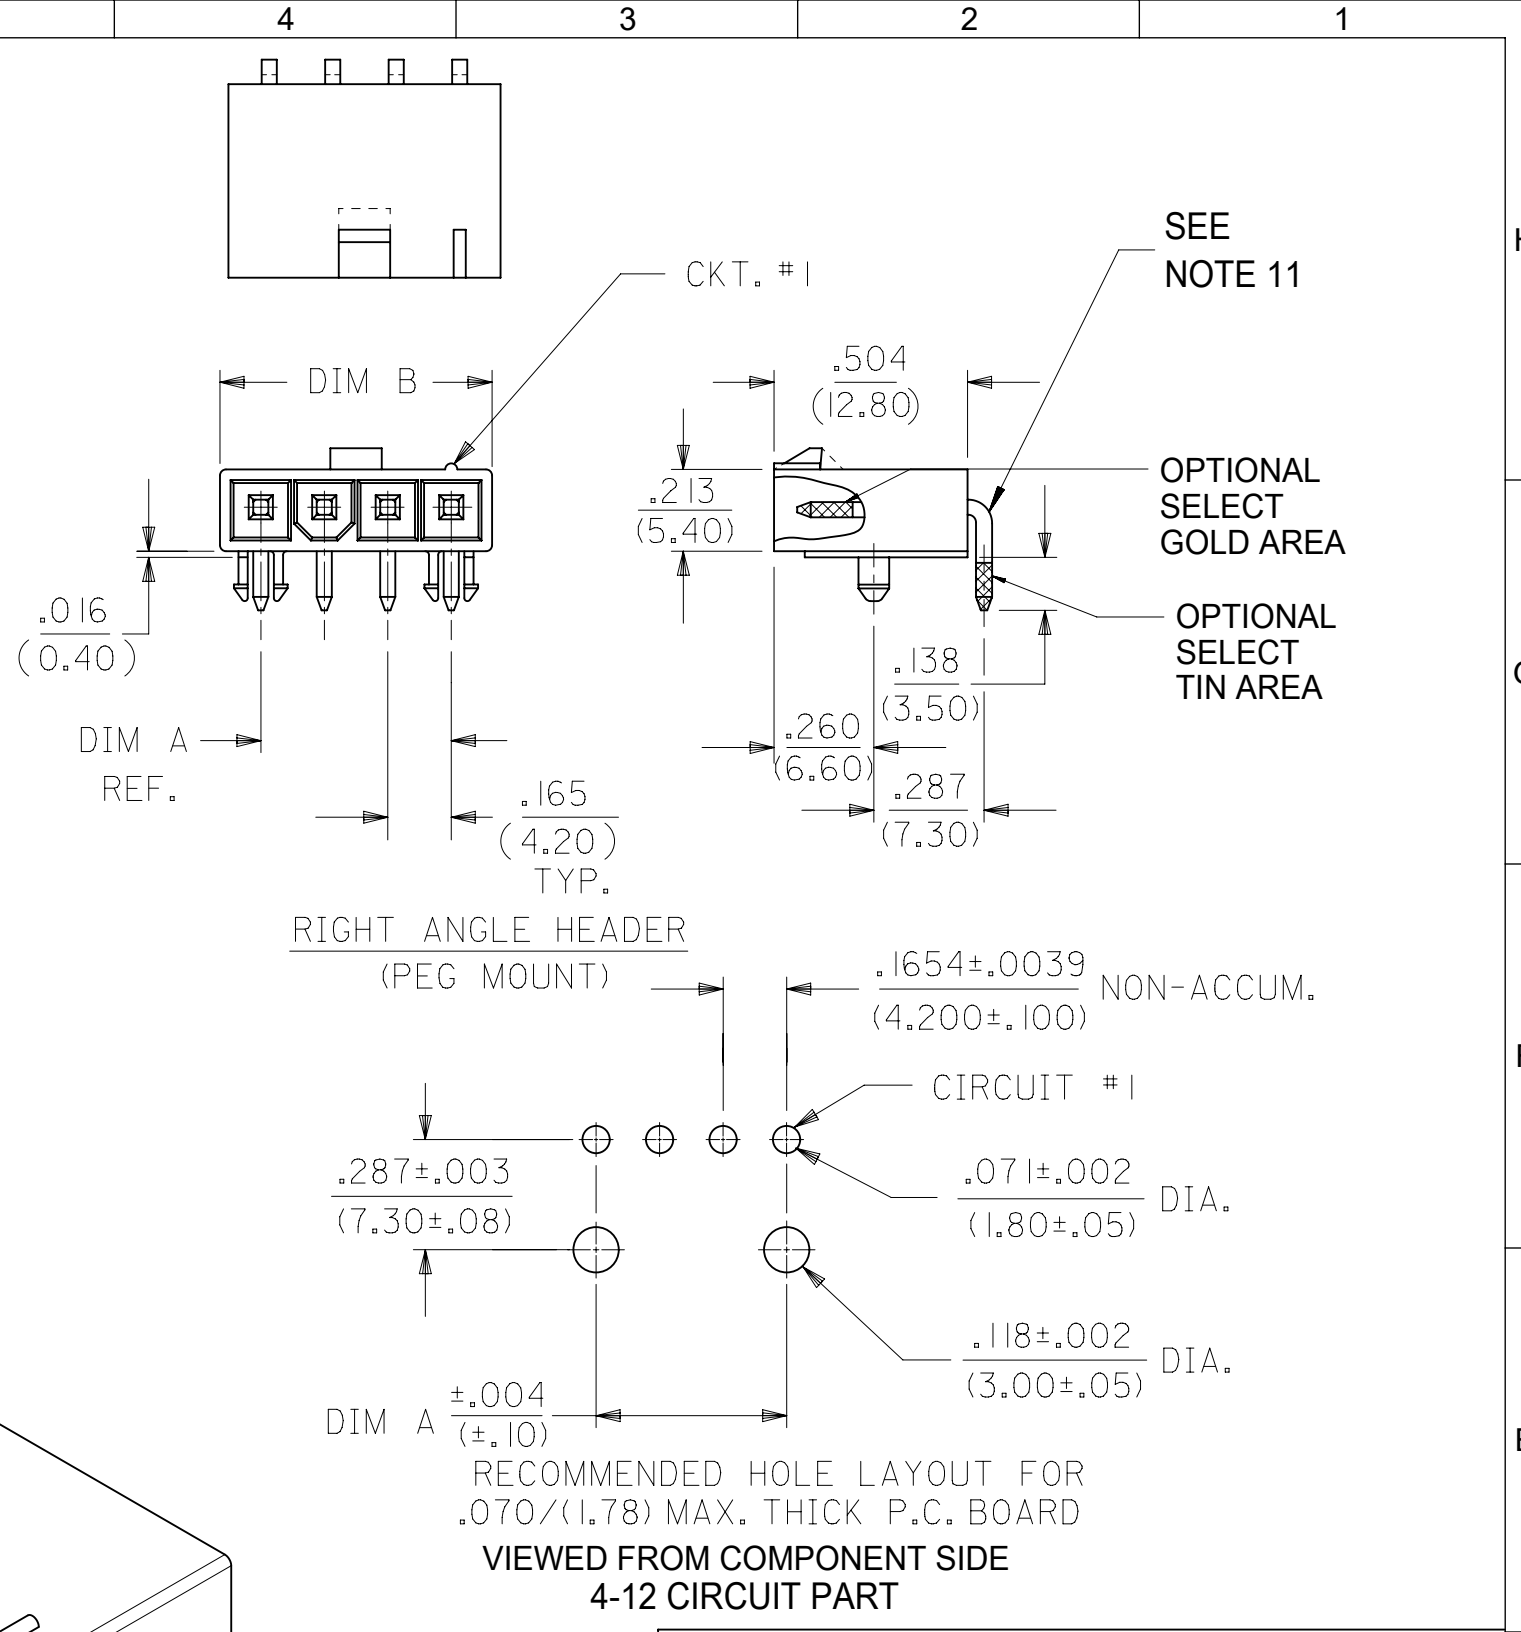 4 3 2 1
SEE
NOTE 11
CKT. #1
DIM B
.504
(12.80)
.213
(5.40)
OPTIONAL
SELECT
GOLD AREA
.016
(0.40)
OPTIONAL
SELECT
TIN AREA
.138
(3.50)
DIM A
REF.
.260
(6.60)
.165
(4.20)
TYP.
.287
(7.30)
RIGHT ANGLE HEADER
(PEG MOUNT)
.1654±.0039
(4.200±.100)
NON-ACCUM.
CIRCUIT #1
.287±.003
(7.30±.08)
.071±.002
(1.80±.05)
DIA.
.118±.002
(3.00±.05)
DIA.
DIM A ±.004
(±.10)
RECOMMENDED HOLE LAYOUT FOR
.070/(1.78) MAX. THICK P.C. BOARD
VIEWED FROM COMPONENT SIDE
4-12 CIRCUIT PART